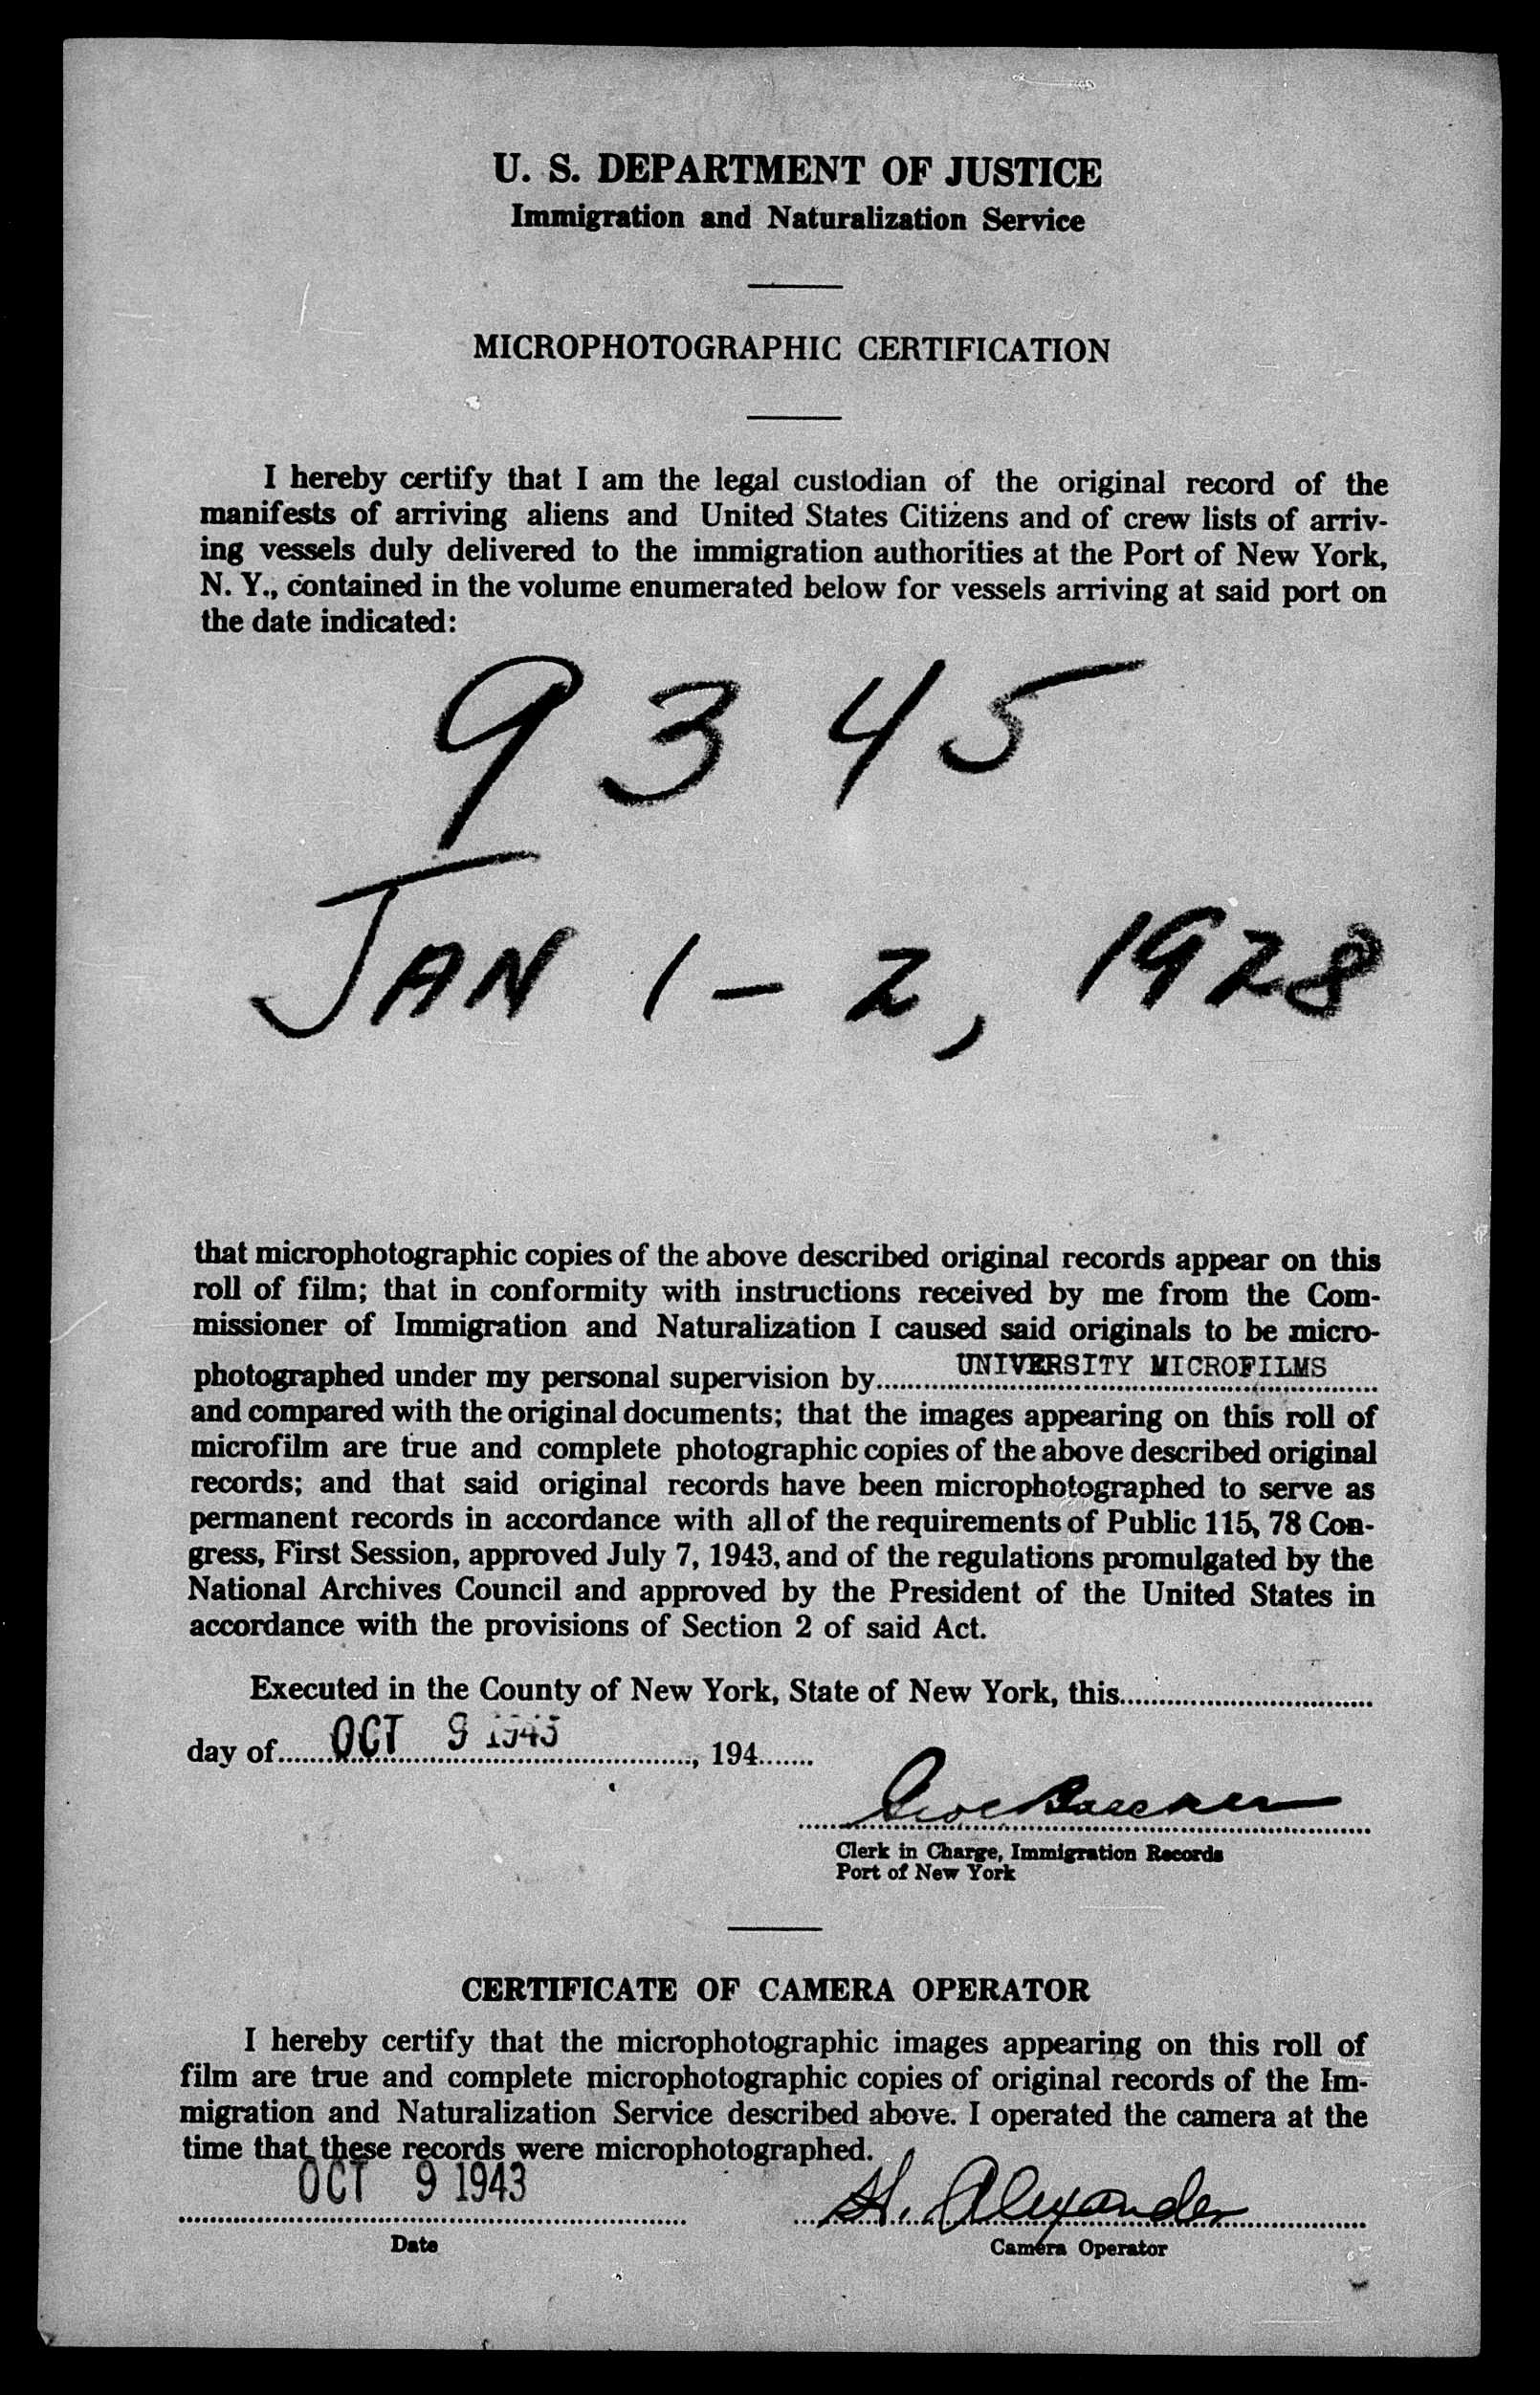 U. S. DEPARTMENT OF JUSTICE
Immigration and Naturalization Service
MICROPHOTOGRAPHIC CERTIFICATION
I hereby certify that I am the legal custodian of the original record of the
manifests of arriving aliens and United States Citizens and of crew lists of arriv-
ing vessels duly delivered to the immigration authorities at the Port of New York,
N. Y., contained in the volume enumerated below for vessels arriving at said port on
the date indicated:
9345
JAN 1 - 2, 1928
that microphotographic copies of the above described original records appear on this
roll of film; that in conformity with instructions received by me from the Com-
missioner of Immigration and Naturalization I caused said originals to be micro-
photographed under my personal supervision by UNIVERSITY MICROFILMS
and compared with the original documents; that the images appearing on this roll of
microfilm are true and complete photographic copies of the above described original
records; and that said original records have been microphotographed to serve as
permanent records in accordance with all of the requirements of Public 115, 78 Con-
gress, First Session, approved July 7, 1943, and of the regulations promulgated by the
National Archives Council and approved by the President of the United States in
accordance with the provisions of Section 2 of said Act.
Executed in the County of New York, State of New York, this
day of OCT 9 1943, 194
Clerk in Charge, Immigration Records
Port of New York
CERTIFICATE OF CAMERA OPERATOR
I hereby certify that the microphotographic images appearing on this roll of
film are true and complete microphotographic copies of original records of the Im-
migration and Naturalization Service described above. I operated the camera at the
time that these records were microphotographed.
OCT 9 1943 H. Alexander
Date Camera Operator